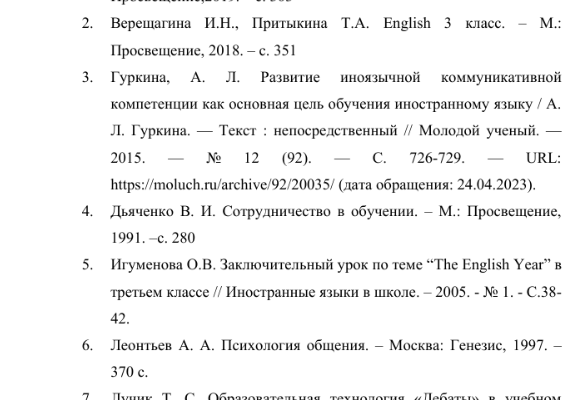 2. Верещагина И.Н., Притыкина Т.А. English 3 класс. – М.:
Просвещение, 2018. – с. 351
3. Гуркина, А. Л. Развитие иноязычной коммуникативной
компетенции как основная цель обучения иностранному языку / А.
Л. Гуркина. — Текст : непосредственный // Молодой ученый. —
2015. — № 12 (92). — С. 726-729. — URL:
https://moluch.ru/archive/92/20035/ (дата обращения: 24.04.2023).
4. Дьяченко В. И. Сотрудничество в обучении. – М.: Просвещение,
1991. –с. 280
5. Игуменова О.В. Заключительный урок по теме “The English Year” в
третьем классе // Иностранные языки в школе. – 2005. - № 1. - С.38-
42.
6. Леонтьев А. А. Психология общения. – Москва: Генезис, 1997. –
370 с.
Т. С. Образовательная технология «Дебаты» в учебном